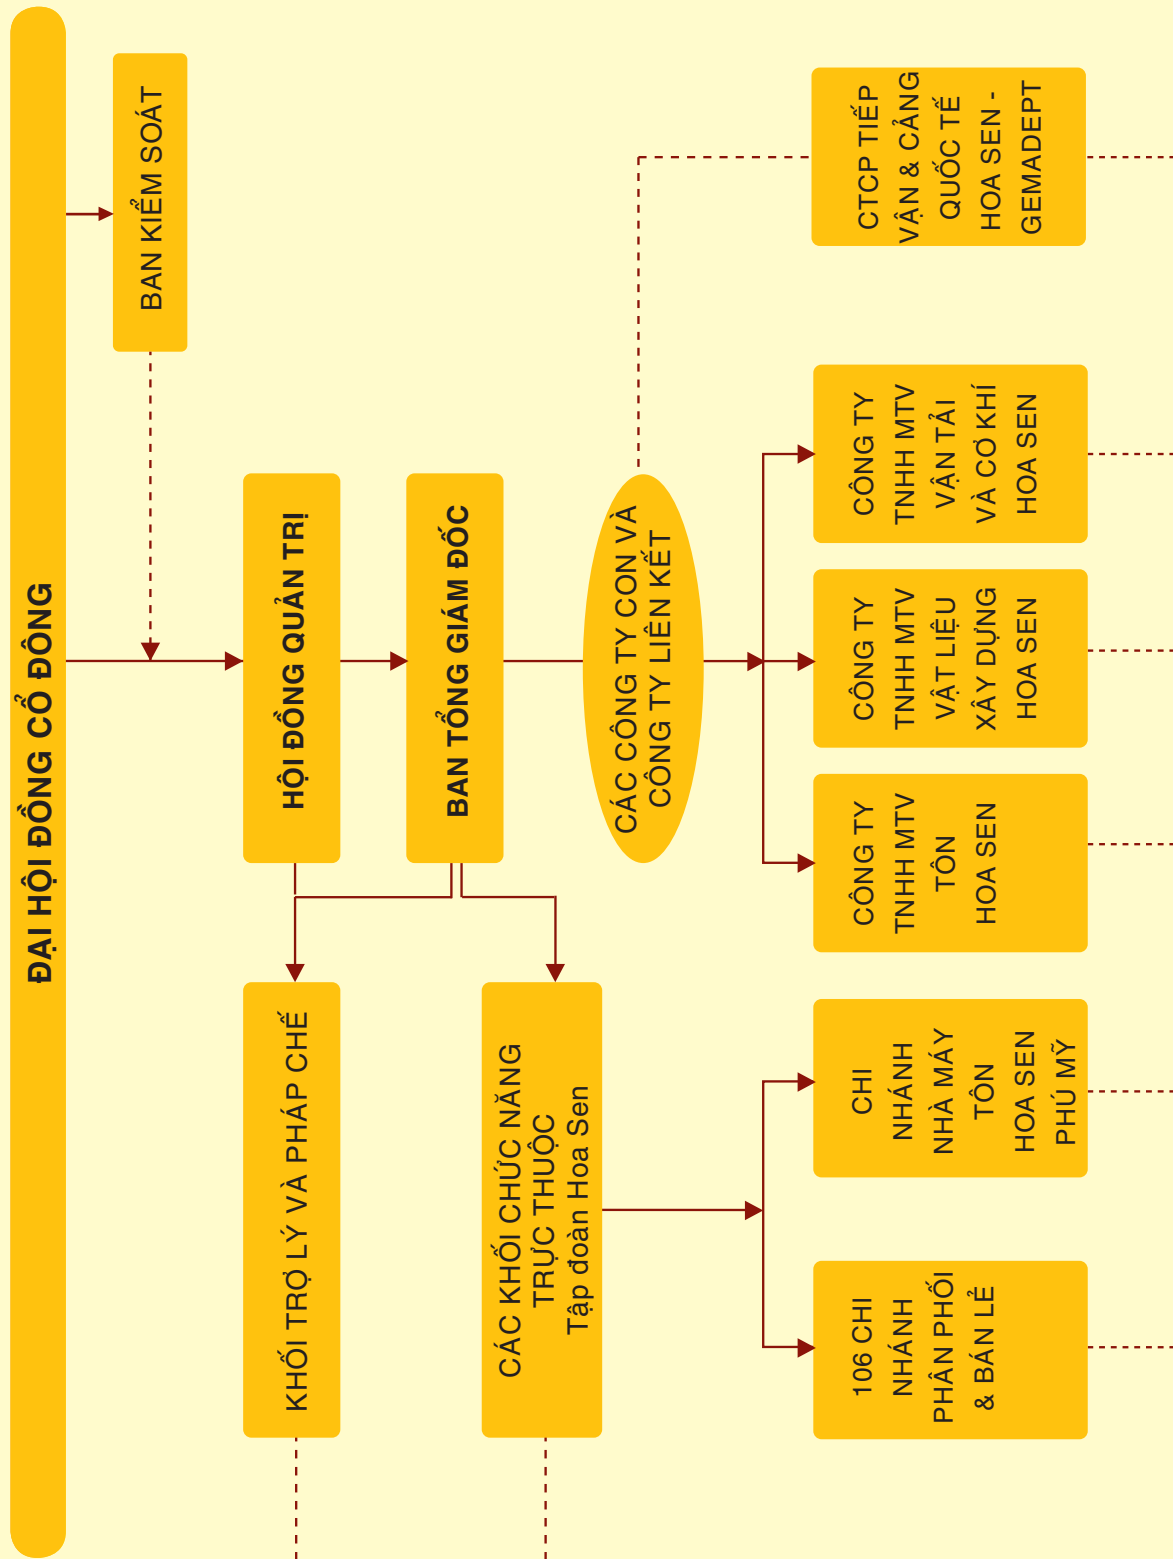 ĐẠI HỘI ĐỒNG CỔ ĐÔNG
BAN KIỂM SOÁT
HỘI ĐỒNG QUẢN TRỊ
KHỐI TRỢ LÝ VÀ PHÁP CHẾ
BAN TỔNG GIÁM ĐỐC
CÁC KHỐI CHỨC NĂNG
TRỰC THUỘC
Tập đoàn Hoa Sen
CÁC CÔNG TY CON VÀ
CÔNG TY LIÊN KẾT
106 CHI
NHÁNH
PHÂN PHỐI
& BÁN LẺ
CHI
NHÁNH
NHÀ MÁY
TÔN
HOA SEN
PHÚ MỸ
CÔNG TY
TNHH MTV
TÔN
HOA SEN
CÔNG TY
TNHH MTV
VẬT LIỆU
XÂY DỰNG
HOA SEN
CÔNG TY
TNHH MTV
VẬN TẢI
VÀ CƠ KHÍ
HOA SEN
CTCP TIẾP
VẬN & CẢNG
QUỐC TẾ
HOA SEN -
GEMADEPT